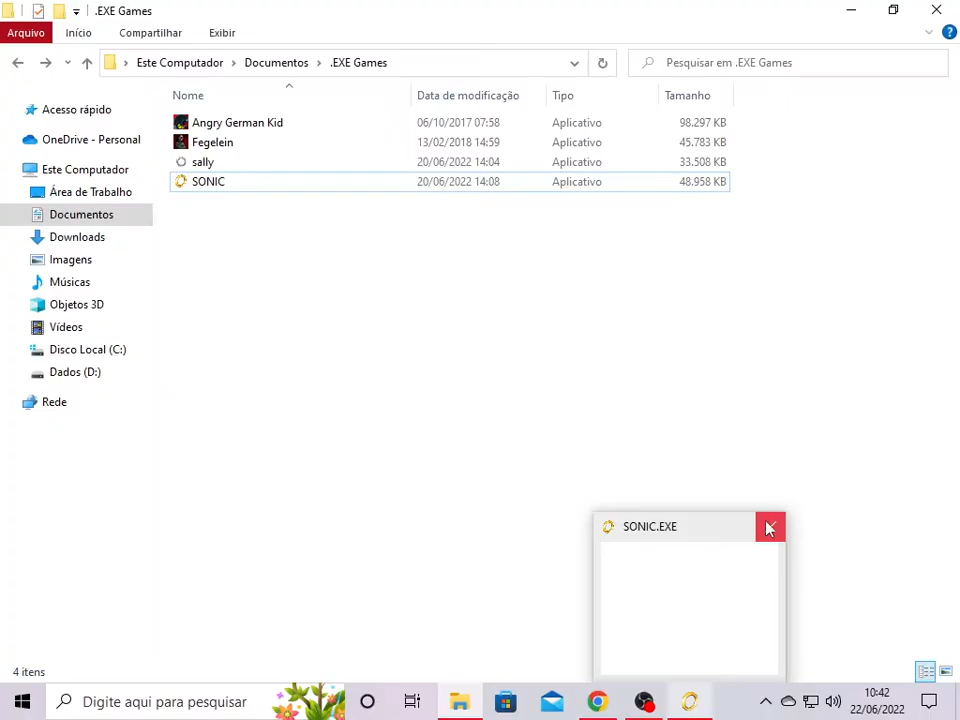 .EXE Games
Arquivo Início Compartilhar Exibir
Este Computador Documentos .EXE Games Pesquisar em .EXE Games
Nome Data de modificação Tipo Tamanho
Acesso rápido
OneDrive - Personal
Este Computador
Área de Trabalho
Documentos
Downloads
Imagens
Músicas
Objetos 3D
Vídeos
Disco Local (C:)
Dados (D:)
Rede
Angry German Kid 06/10/2017 07:58 Aplicativo 98.297 KB
Fegelein 13/02/2018 14:59 Aplicativo 45.783 KB
sally 20/06/2022 14:04 Aplicativo 33.508 KB
SONIC 20/06/2022 14:08 Aplicativo 48.958 KB
SONIC.EXE
4 itens
Digite aqui para pesquisar
10:42
22/06/2022